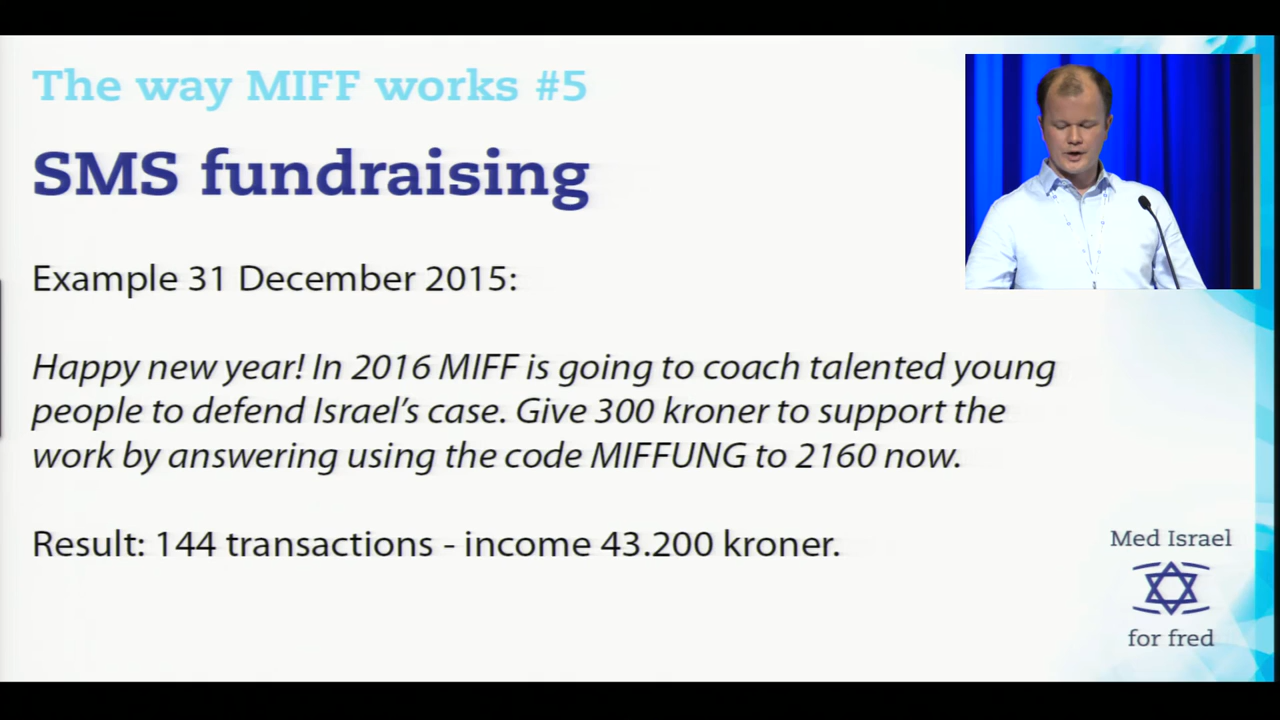 The way MIFF works #5
SMS fundraising
Example 31 December 2015:
Happy new year! In 2016 MIFF is going to coach talented young
people to defend Israel's case. Give 300 kroner to support the
work by answering using the code MIFFUNG to 2160 now.
Result: 144 transactions - income 43.200 kroner.
Med Israel
for fred